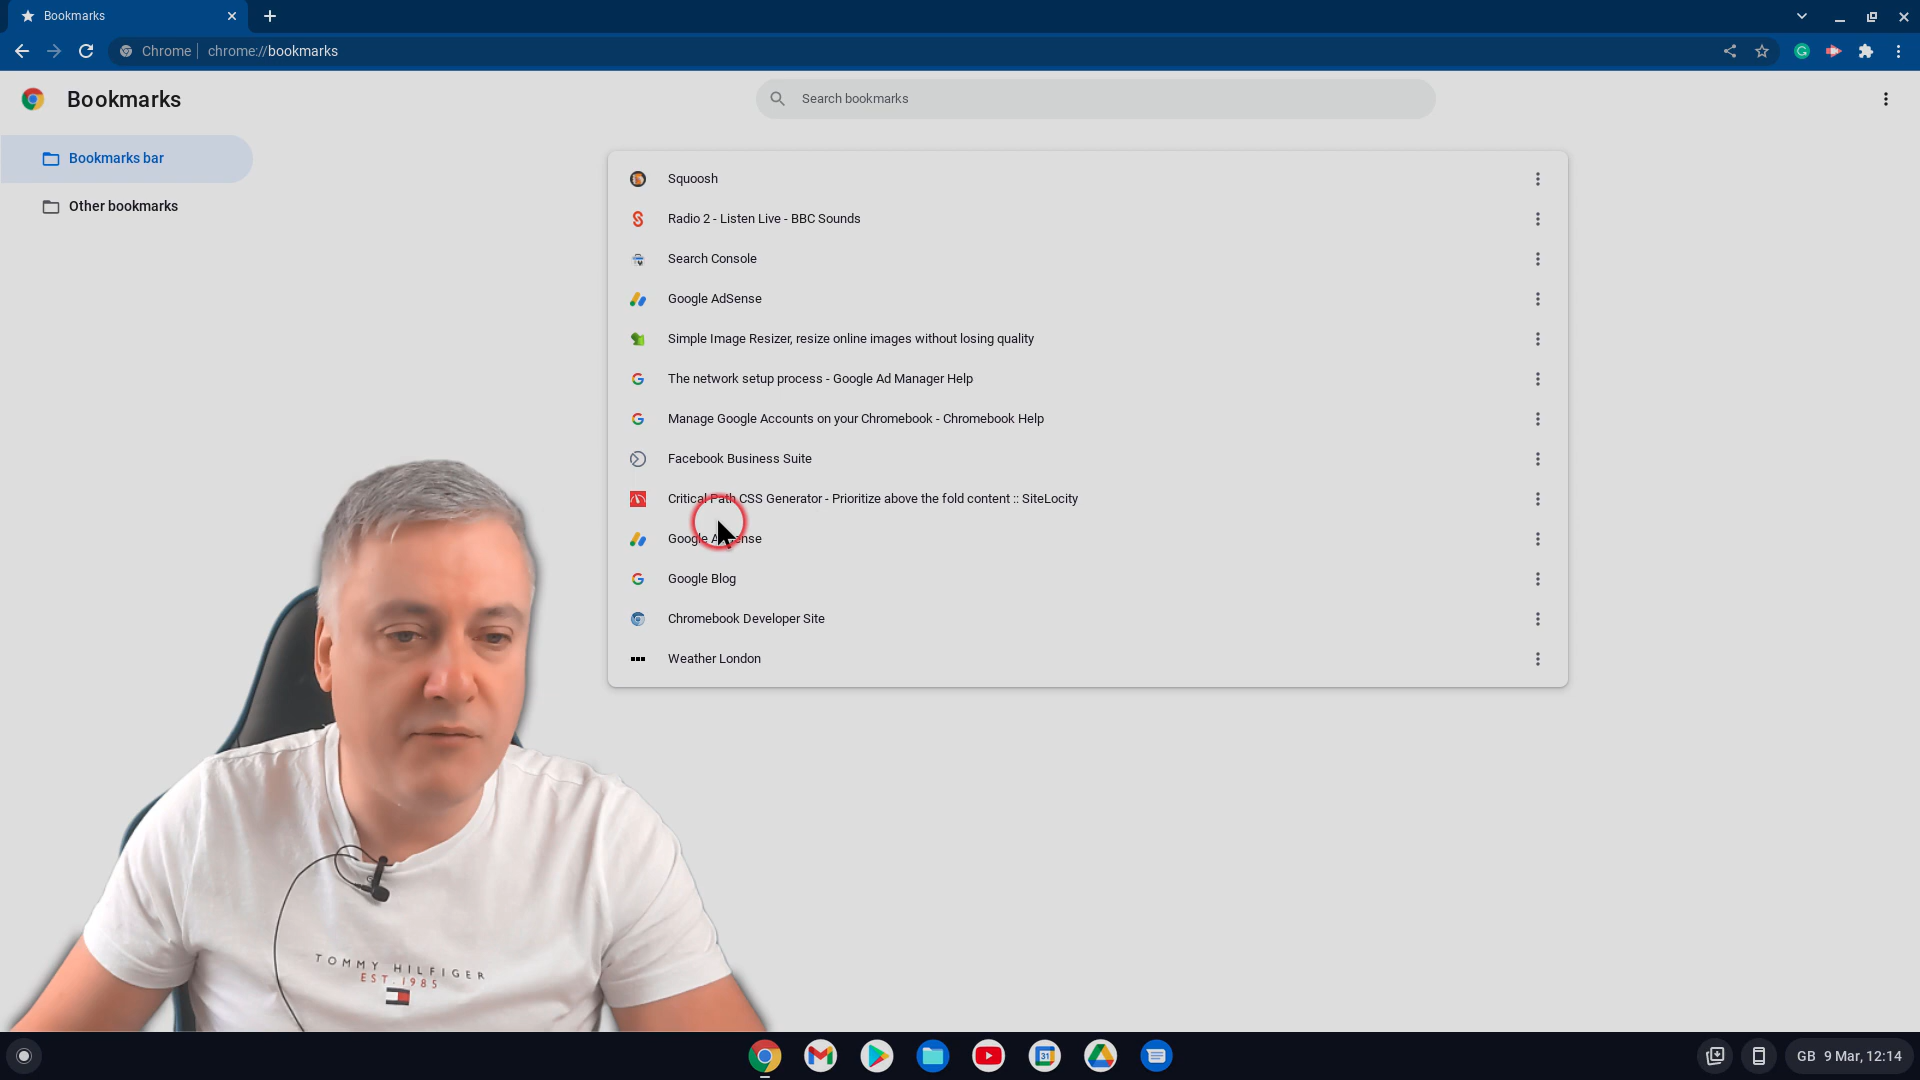 Bookmarks
Chrome
chrome://bookmarks
Bookmarks
Search bookmarks
Bookmarks bar
Other bookmarks
Squoosh
Radio 2 - Listen Live - BBC Sounds
Search Console
Google AdSense
Simple Image Resizer, resize online images without losing quality
The network setup process - Google Ad Manager Help
Manage Google Accounts on your Chromebook - Chromebook Help
Facebook Business Suite
Critical Path CSS Generator - Prioritize above the fold content :: SiteLocity
Google AdSense
Google Blog
Chromebook Developer Site
Weather London
TOMMY HILFIGER
EST. 1985
31
GB 9 Mar, 12:14